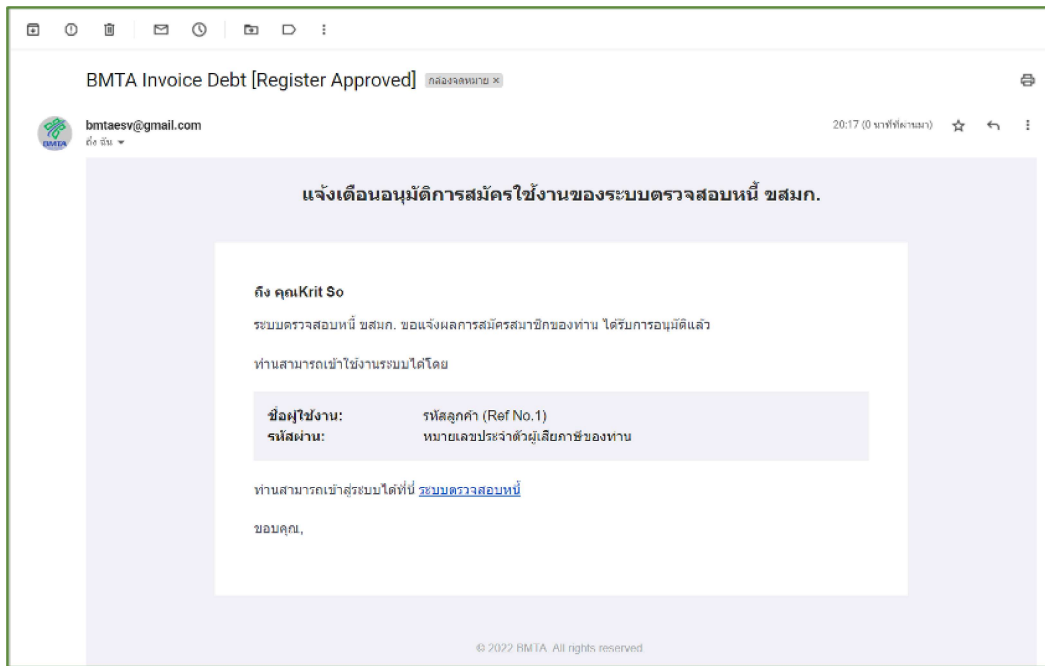 BMTA Invoice Debt [Register Approved] กล่องจดหมาย ×
bmtaesv@gmail.com
20:17 (0 นาทีที่ผ่านมา)
ถึง ฉัน
BMTA
แจ้งเตือนอนุมัติการสมัครใช้งานของระบบตรวจสอบหนี้ ขสมก.
ถึง คุณKrit So
ระบบตรวจสอบหนี้ ขสมก. ขอแจ้งผลการสมัครสมาชิกของท่าน ได้รับการอนุมัติแล้ว
ท่านสามารถเข้าใช้งานระบบได้โดย
ชื่อผู้ใช้งาน: รหัสลูกค้า (Ref No.1)
รหัสผ่าน: หมายเลขประจำตัวผู้เสียภาษีของท่าน
ท่านสามารถเข้าสู่ระบบได้ที่นี่ ระบบตรวจสอบหนี้
ขอบคุณ,
© 2022 BMTA. All rights reserved.